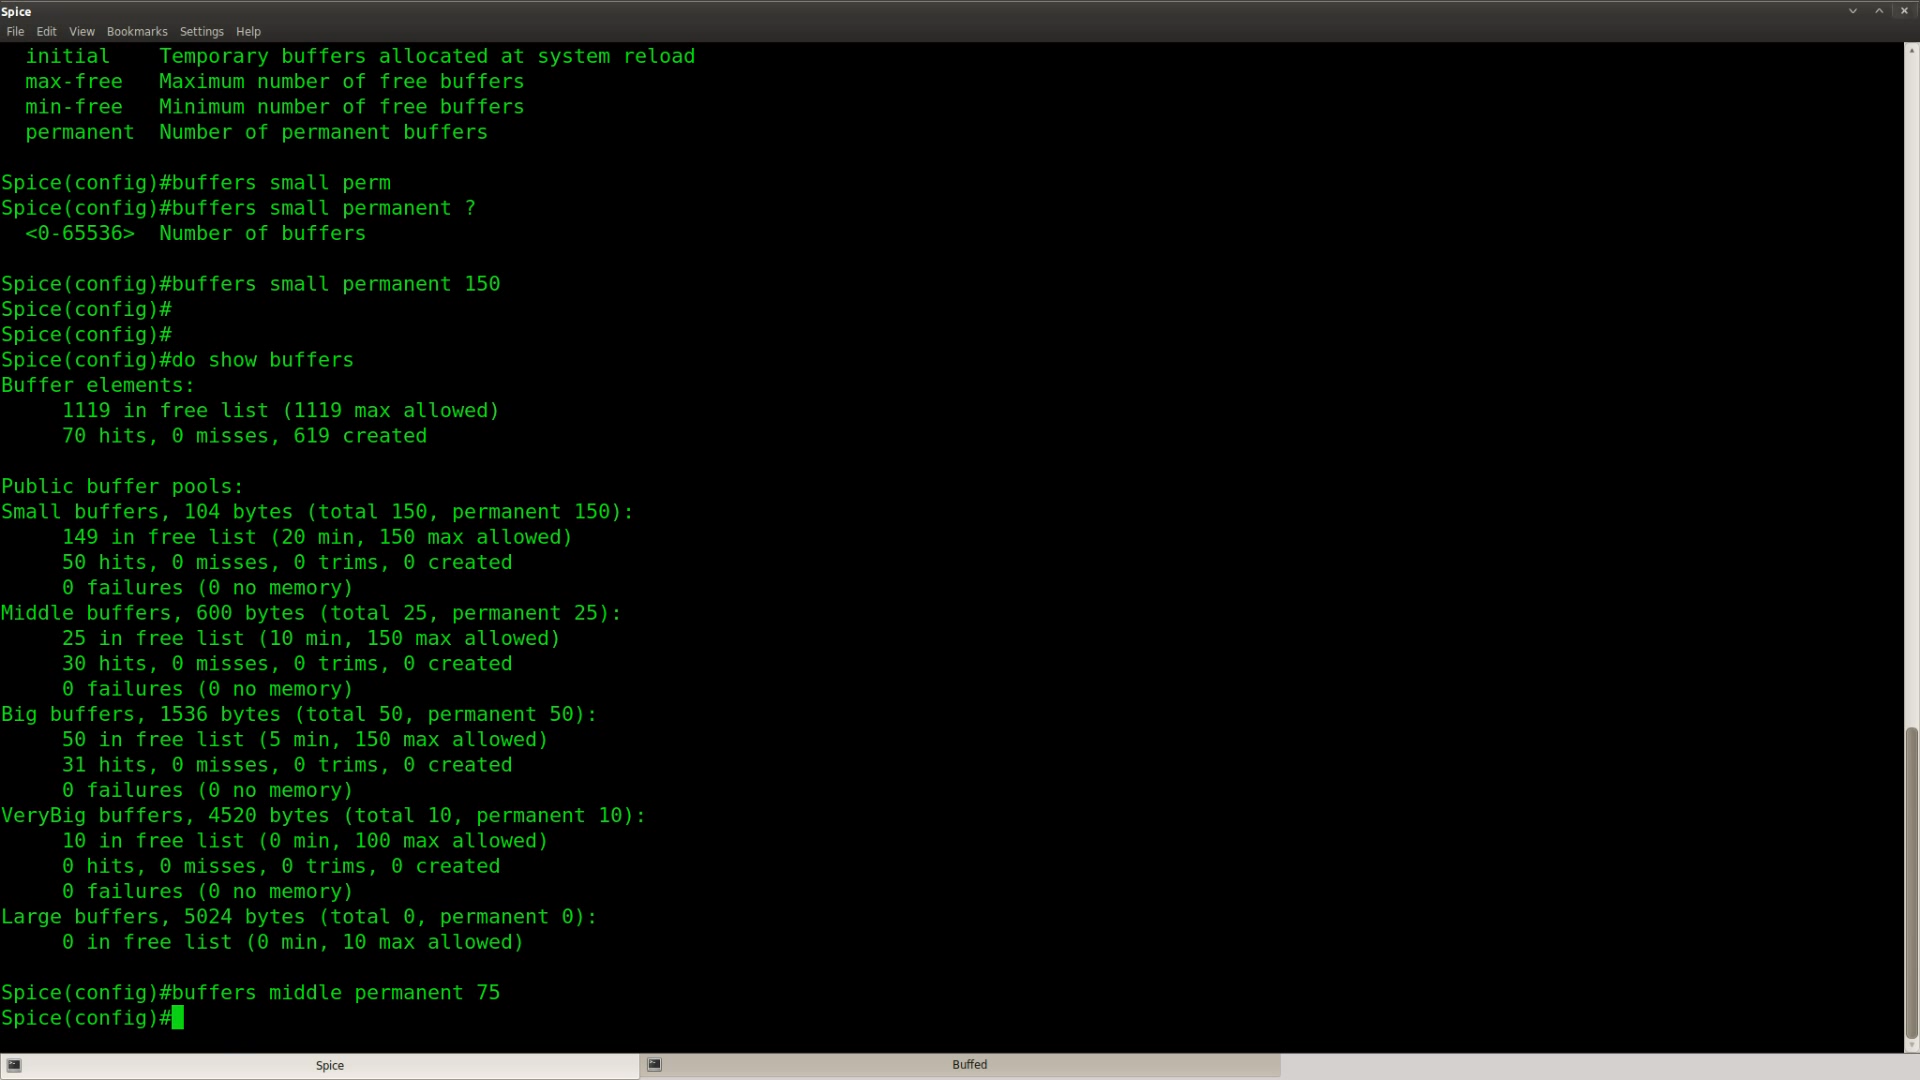 Spice
File Edit View Bookmarks Settings Help
initial    Temporary buffers allocated at system reload
max-free   Maximum number of free buffers
min-free   Minimum number of free buffers
permanent  Number of permanent buffers
Spice(config)#buffers small perm
Spice(config)#buffers small permanent ?
<0-65536>  Number of buffers
Spice(config)#buffers small permanent 150
Spice(config)#
Spice(config)#
Spice(config)#do show buffers
Buffer elements:
1119 in free list (1119 max allowed)
70 hits, 0 misses, 619 created
Public buffer pools:
Small buffers, 104 bytes (total 150, permanent 150):
149 in free list (20 min, 150 max allowed)
50 hits, 0 misses, 0 trims, 0 created
0 failures (0 no memory)
Middle buffers, 600 bytes (total 25, permanent 25):
25 in free list (10 min, 150 max allowed)
30 hits, 0 misses, 0 trims, 0 created
0 failures (0 no memory)
Big buffers, 1536 bytes (total 50, permanent 50):
50 in free list (5 min, 150 max allowed)
31 hits, 0 misses, 0 trims, 0 created
0 failures (0 no memory)
VeryBig buffers, 4520 bytes (total 10, permanent 10):
10 in free list (0 min, 100 max allowed)
0 hits, 0 misses, 0 trims, 0 created
0 failures (0 no memory)
Large buffers, 5024 bytes (total 0, permanent 0):
0 in free list (0 min, 10 max allowed)
Spice(config)#buffers middle permanent 75
Spice(config)#
Spice
Buffed